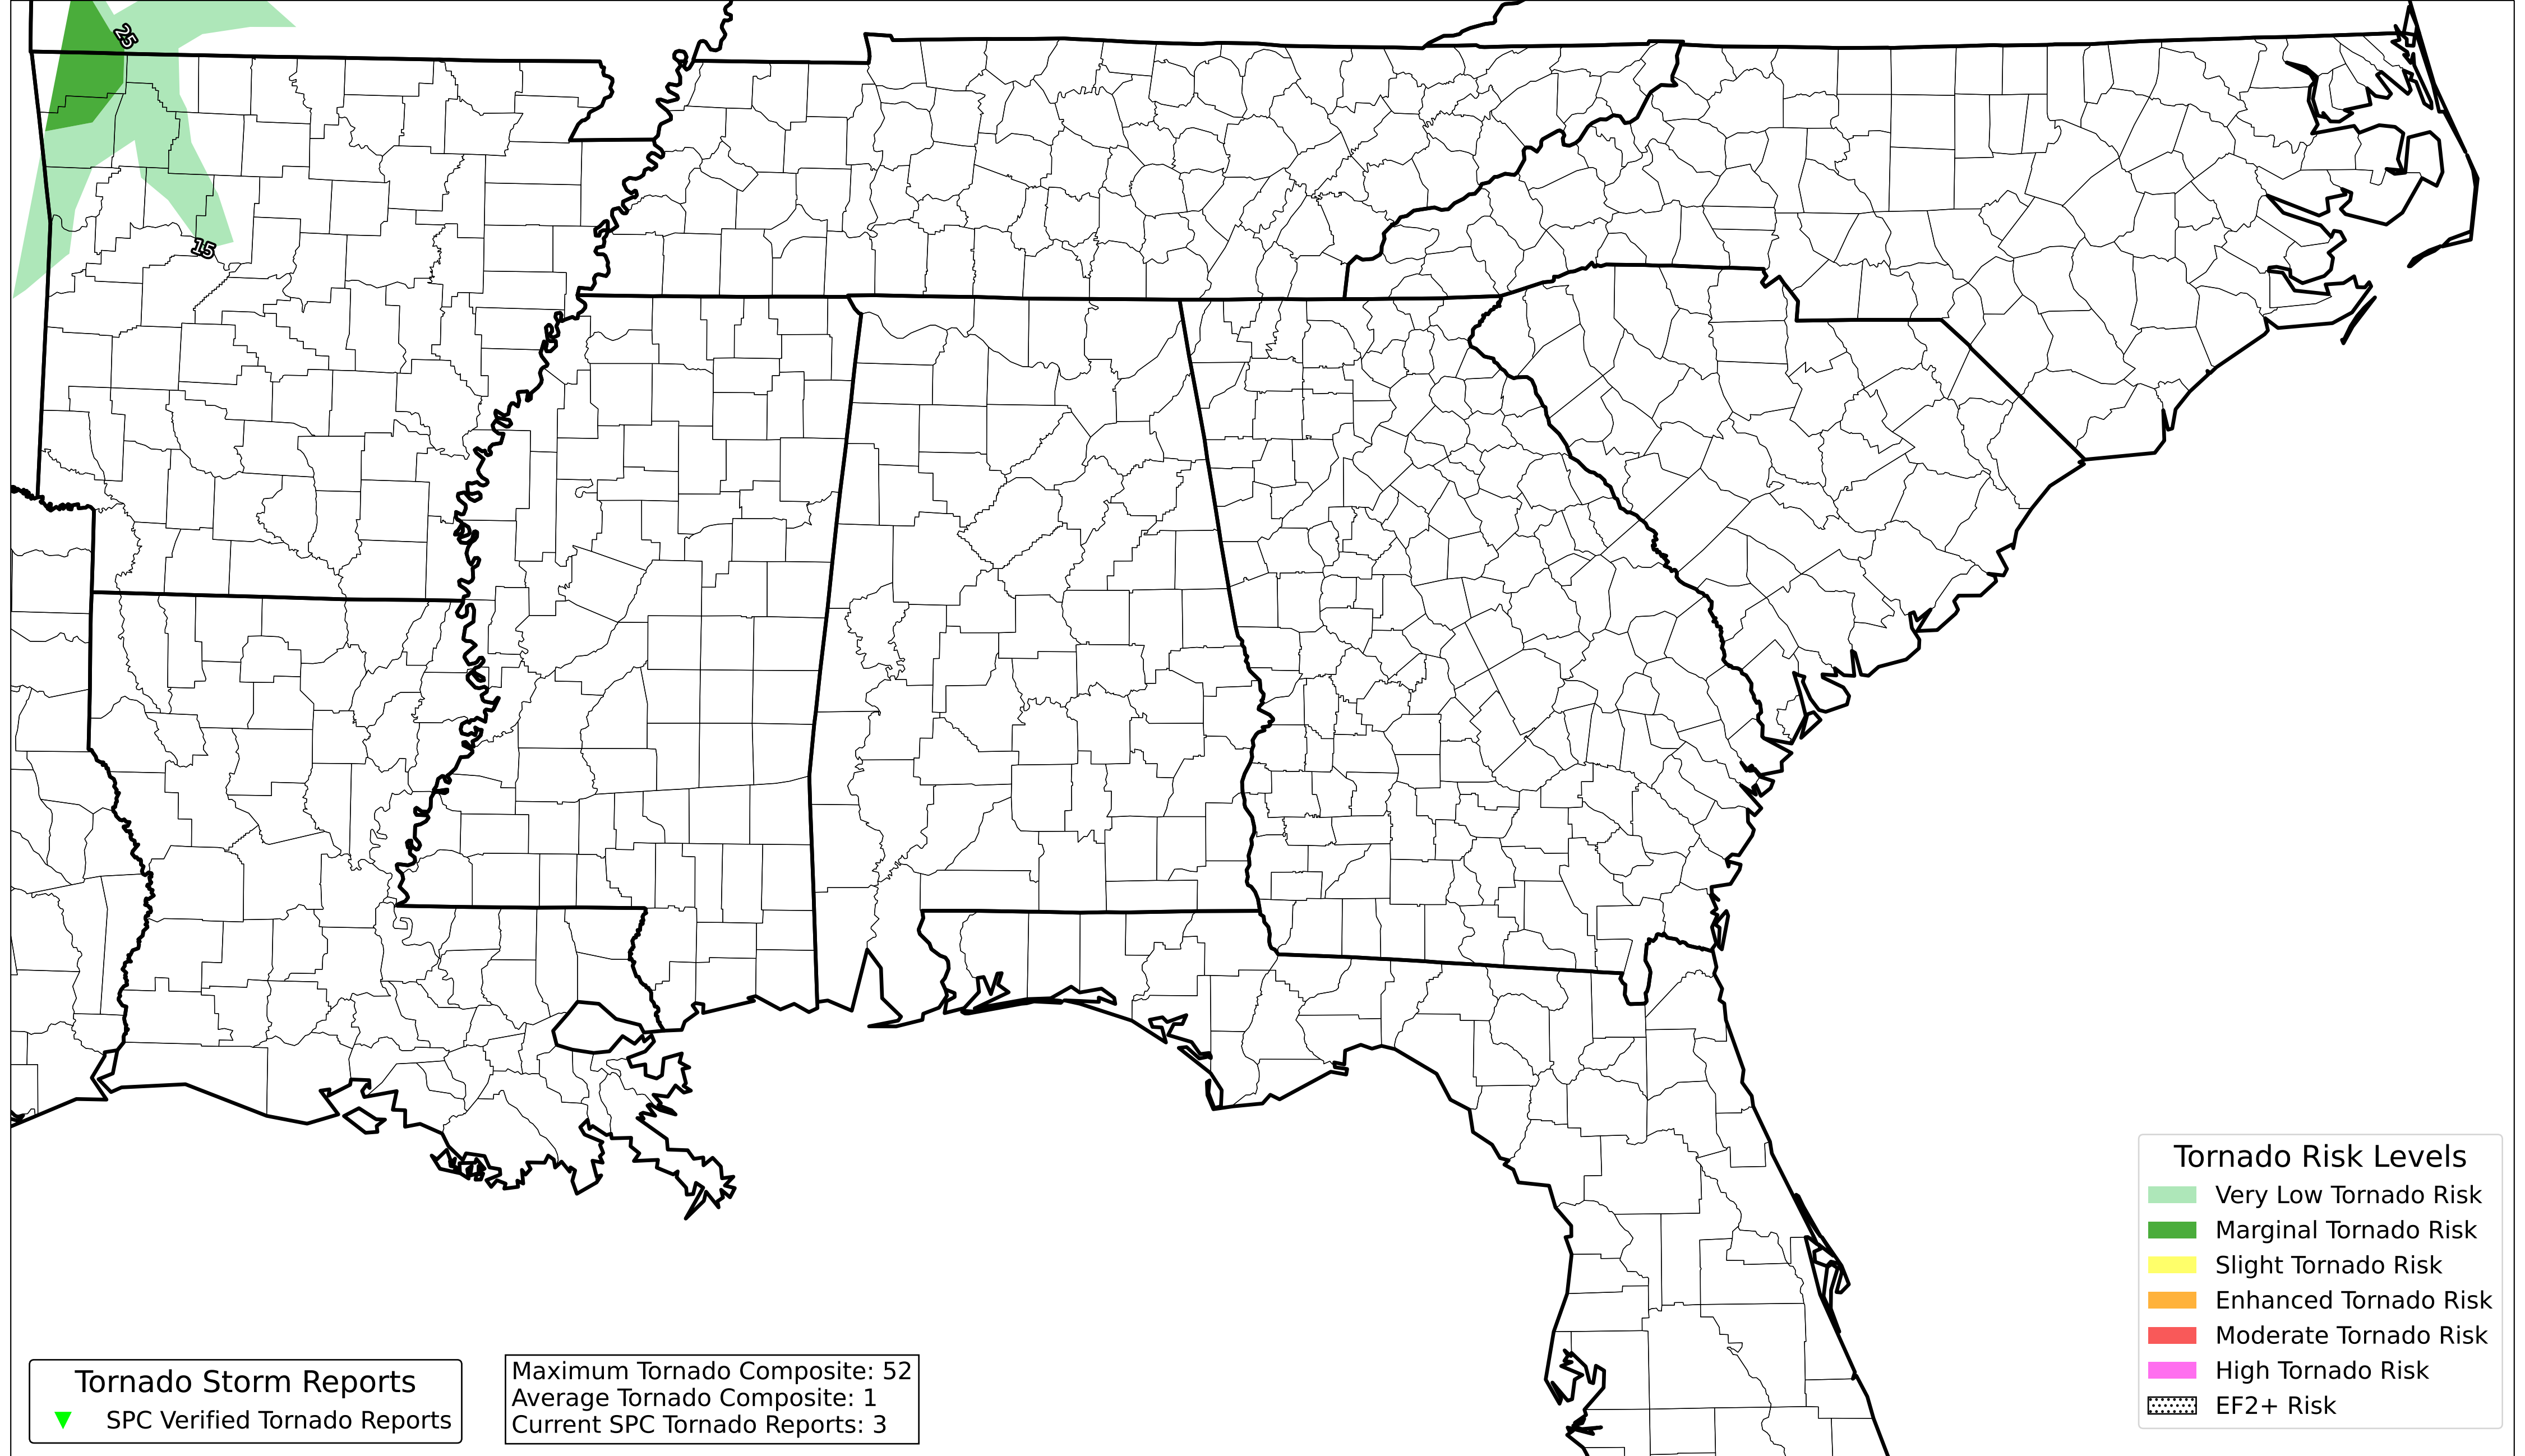 25
15
Tornado Risk Levels
Very Low Tornado Risk
Marginal Tornado Risk
Slight Tornado Risk
Enhanced Tornado Risk
Moderate Tornado Risk
High Tornado Risk
EF2+ Risk
Tornado Storm Reports
SPC Verified Tornado Reports
Maximum Tornado Composite: 52
Average Tornado Composite: 1
Current SPC Tornado Reports: 3